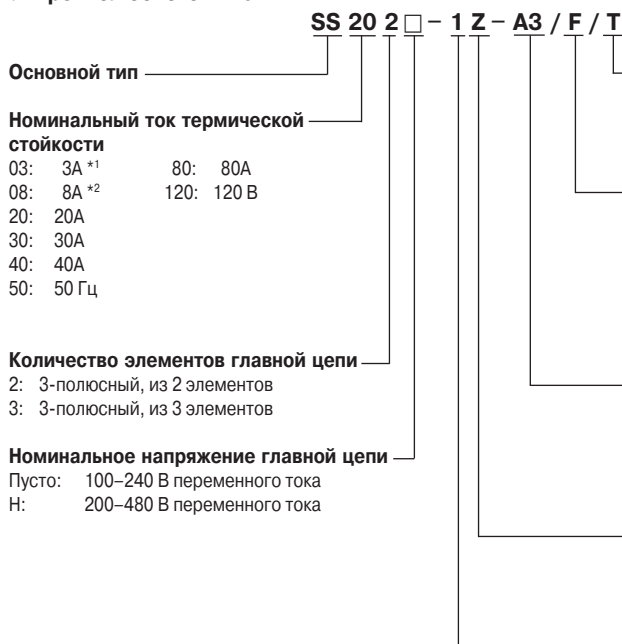 SS 20 2 □ – 1 Z – A3 / F / T
Основной тип
Номинальный ток термической
стойкости
03: 3A *1 80: 80A
08: 8A *2 120: 120 В
20: 20A
30: 30A
40: 40A
50: 50 Гц
Количество элементов главной цепи
2: 3-полюсный, из 2 элементов
3: 3-полюсный, из 3 элементов
Номинальное напряжение главной цепи
Пусто: 100–240 В переменного тока
H: 200–480 В переменного тока